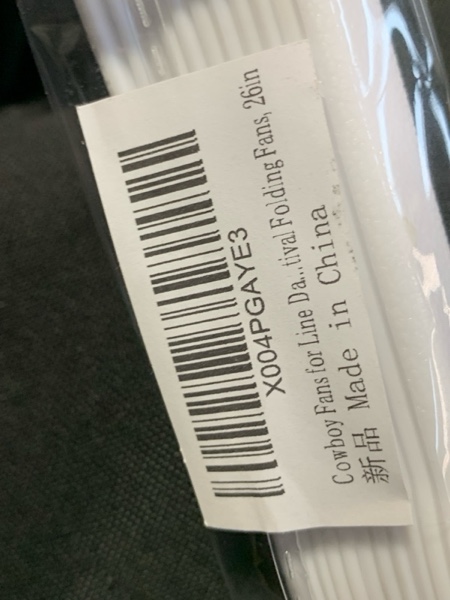 X004PGAYE3
Cowboy Fans for Line Da...tival Folding Fans, 26in
新品 Made in China